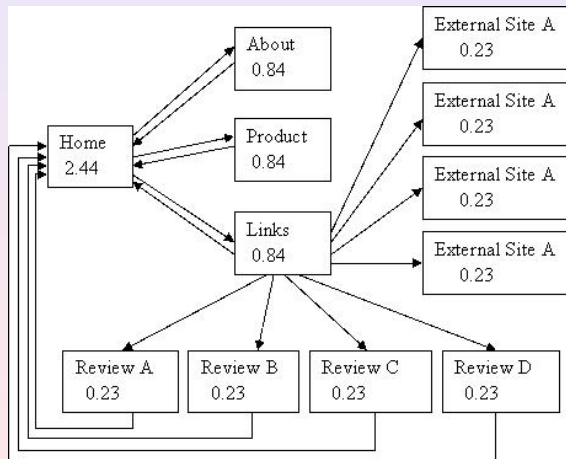 About
0.84
External Site A
0.23
External Site A
0.23
Home
2.44
Product
0.84
External Site A
0.23
Links
0.84
External Site A
0.23
Review A
0.23
Review B
0.23
Review C
0.23
Review D
0.23